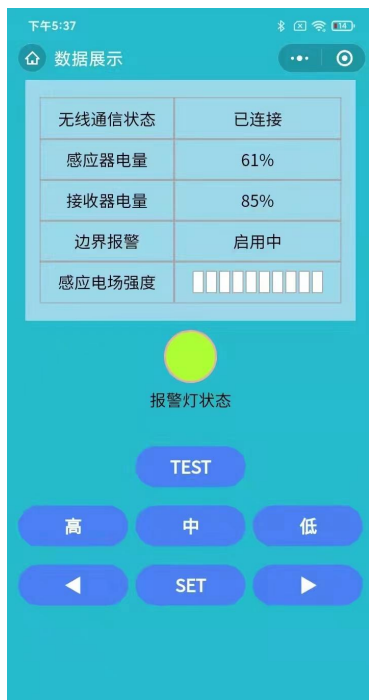 下午5:37
14
数据展示
无线通信状态 已连接
感应器电量 61%
接收器电量 85%
边界报警 启用中
感应电场强度
报警灯状态
TEST
高 中 低
SET